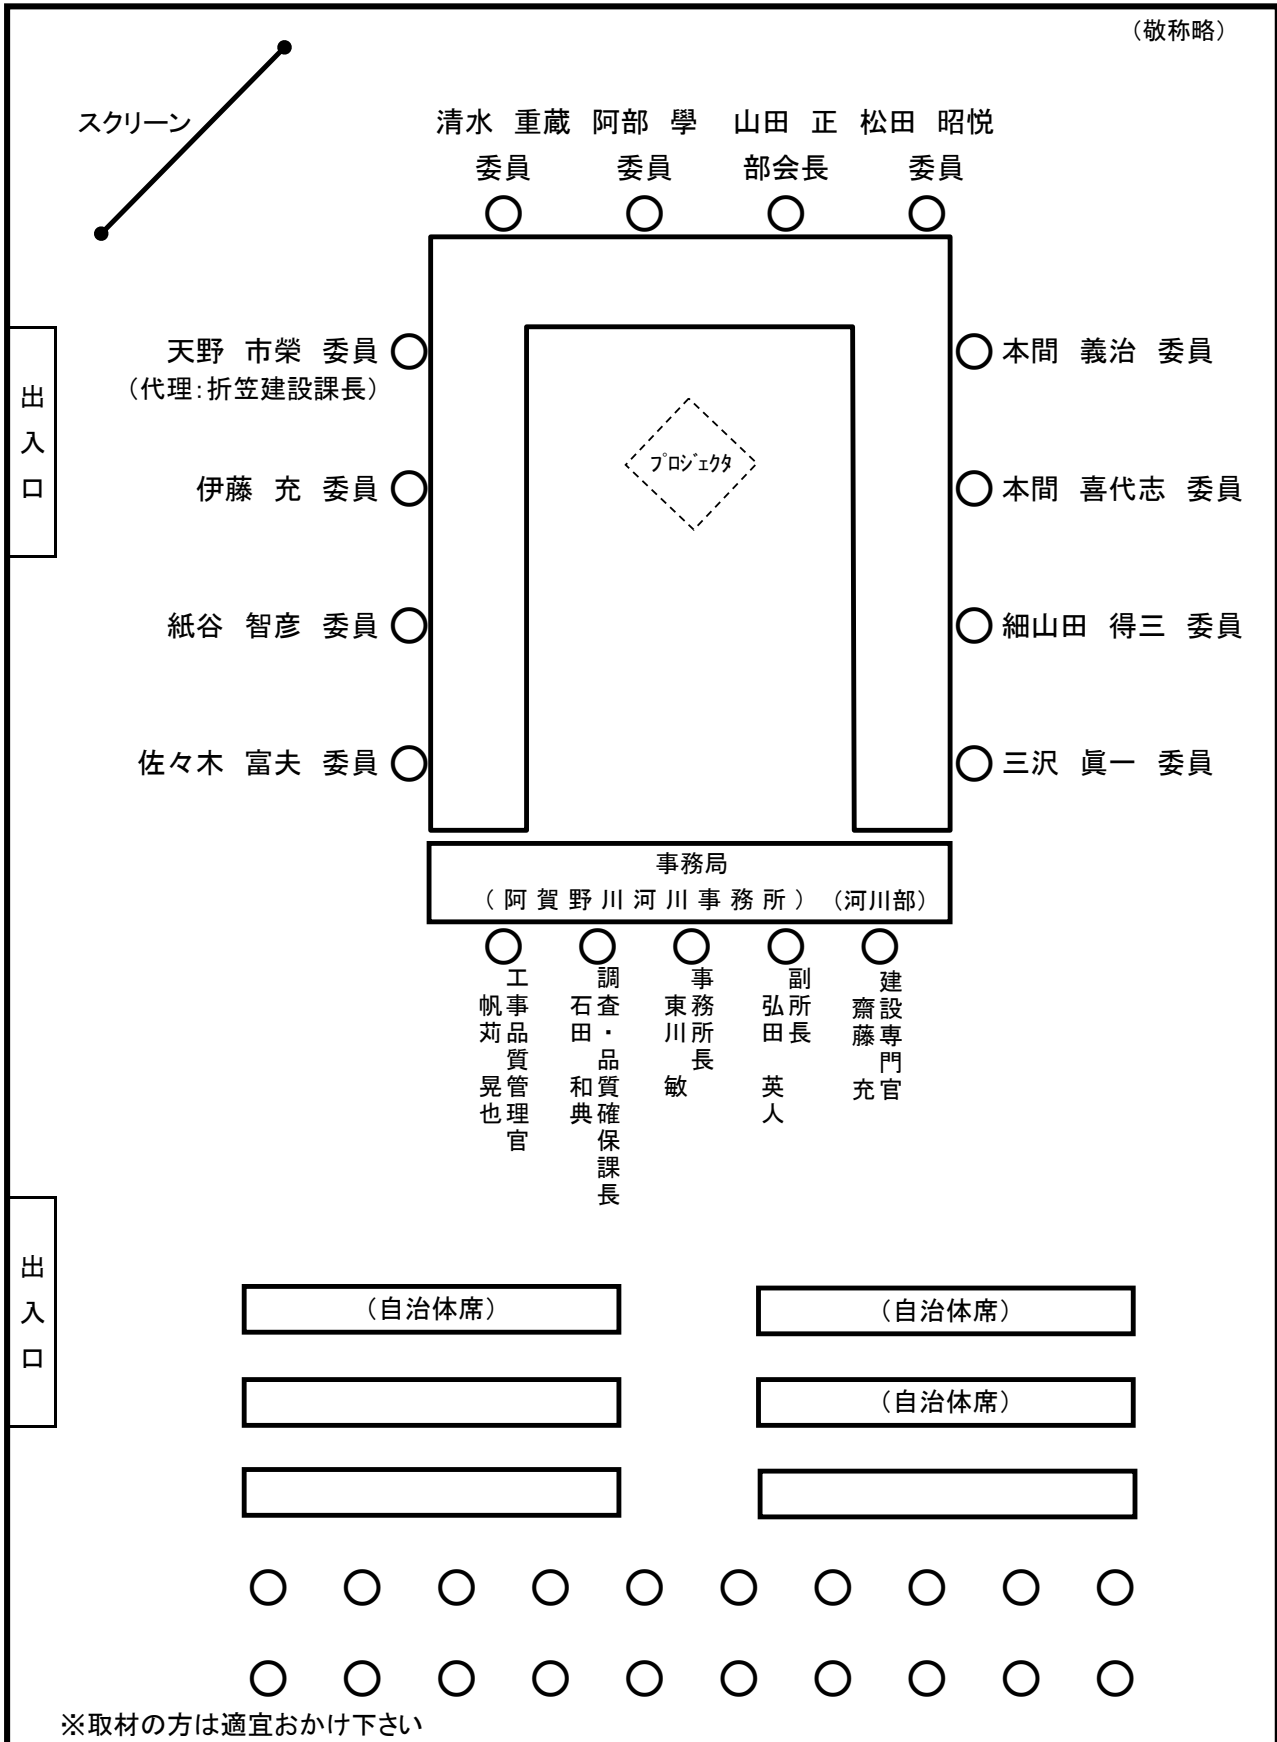 （敬称略）
スクリーン
清水 重蔵 阿部 學 山田 正 松田 昭悦
委員 委員 部会長 委員
天野 市榮 委員
（代理：折笠建設課長）
本間 義治 委員
出入口
プロジェクタ
伊藤 充 委員
本間 喜代志 委員
紙谷 智彦 委員
細山田 得三 委員
佐々木 富夫 委員
三沢 眞一 委員
事務局
（阿賀野川河川事務所）（河川部）
工事品質管理官
帆苅 晃也
調査・品質確保課長
石田 和典
事務所長
東川 敏
副所長
弘田 英人
建設専門官
齋藤 充
出入口
（自治体席）
（自治体席）
（自治体席）
※取材の方は適宜おかけ下さい